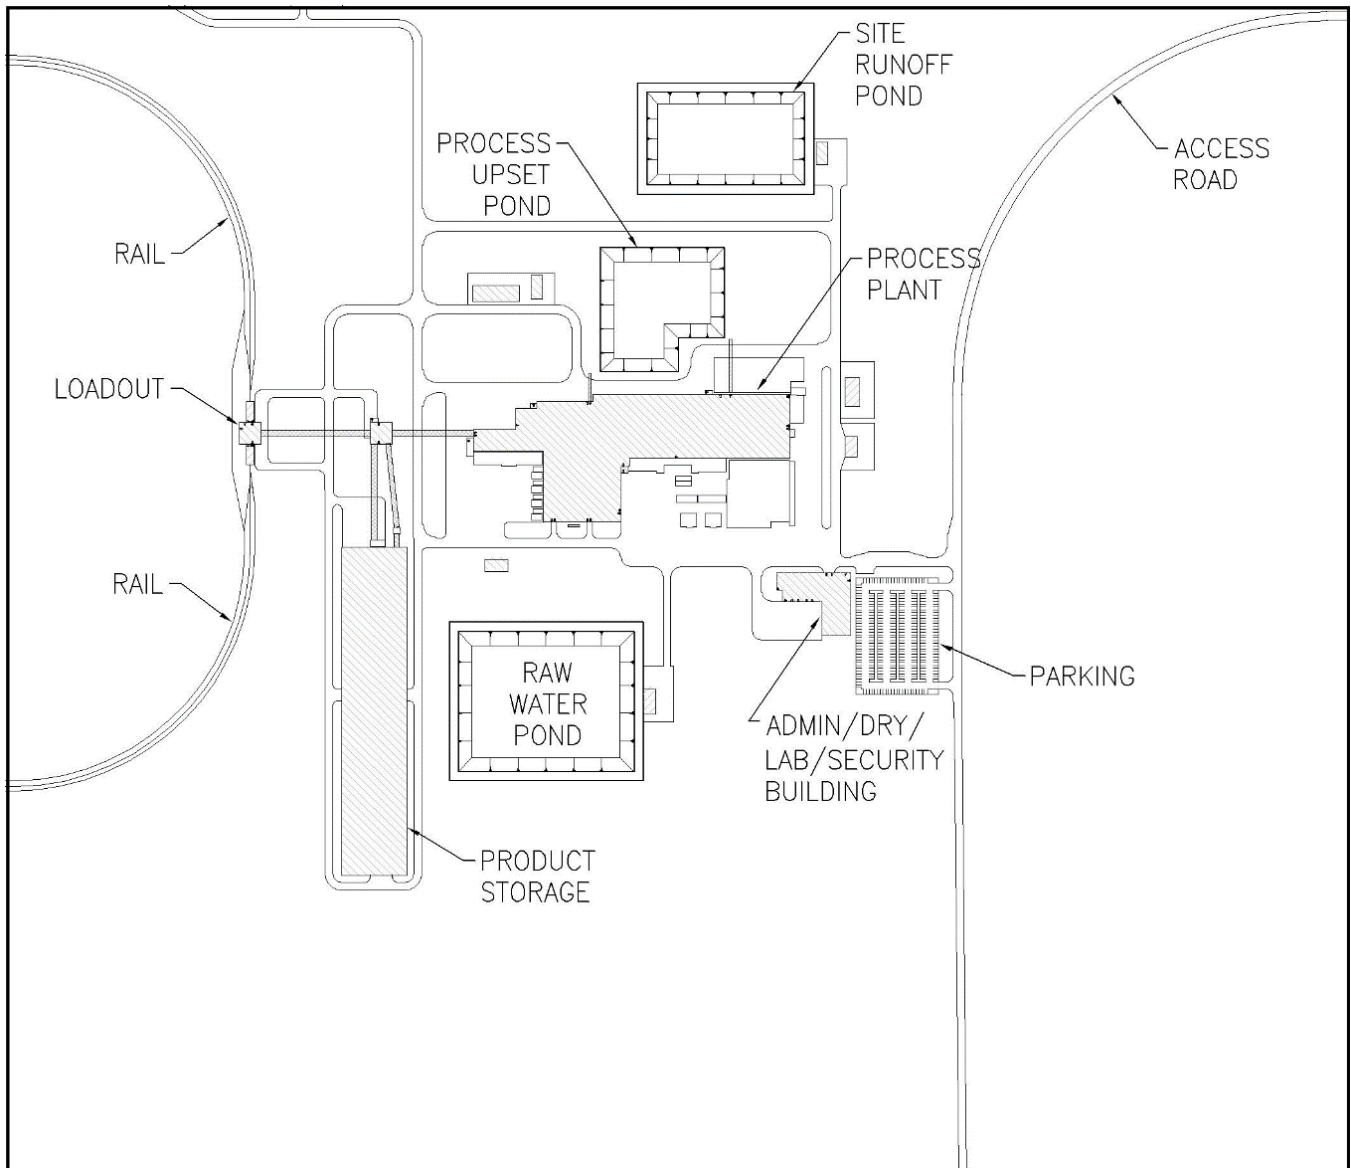 SITE
RUNOFF
POND
ACCESS
ROAD
PROCESS
UPSET
POND
RAIL
PROCESS
PLANT
LOADOUT
RAIL
RAW
WATER
POND
PARKING
ADMIN/DRY/
LAB/SECURITY
BUILDING
PRODUCT
STORAGE